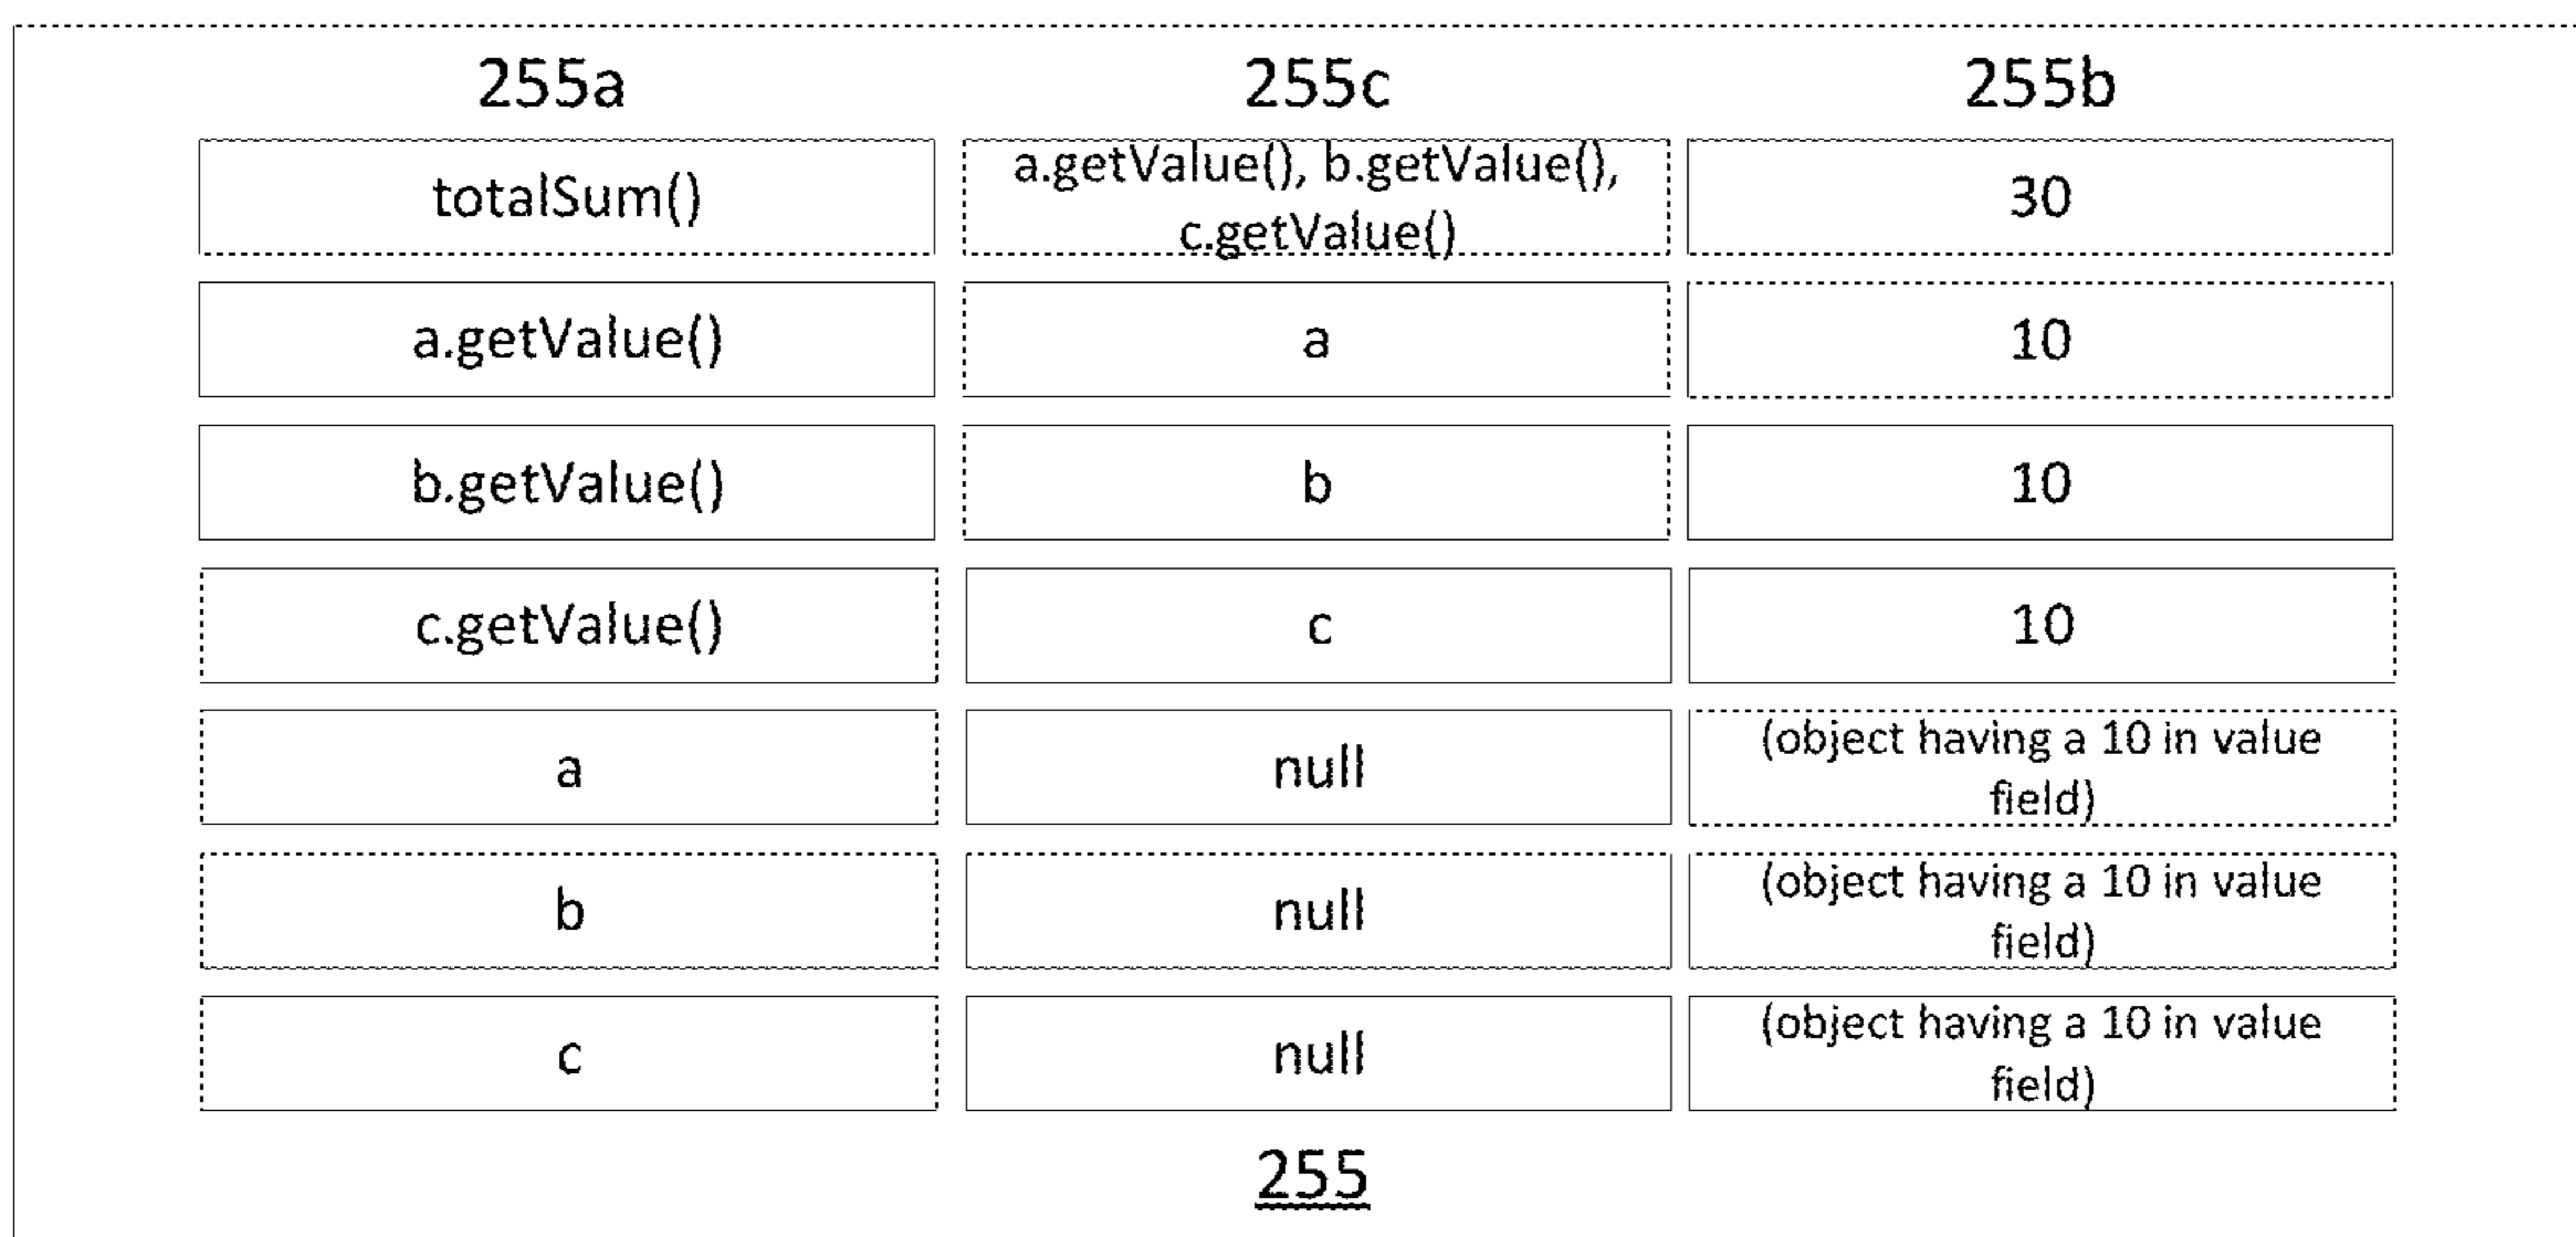 255a 255c 255b
totalSum() a.getValue(), b.getValue(), 30
c.getValue()
a.getValue() a 10
b.getValue() b 10
c.getValue() c 10
a null (object having a 10 in value
field)
b null (object having a 10 in value
field)
c null (object having a 10 in value
field)
255